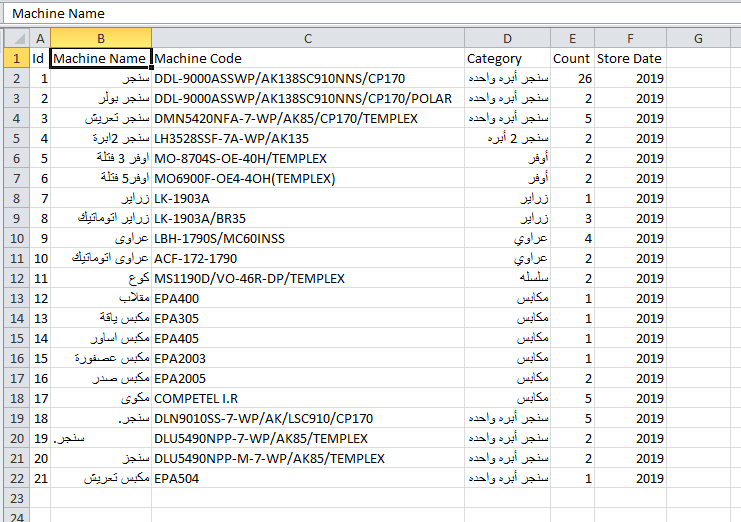 Machine Name
A B C D E F G
1 Id Machine Name Machine Code Category Count Store Date
2 1 سنجر DDL-9000ASSWP/AK138SC910NNS/CP170 سنجر أبره واحده 26 2019
3 2 سنجر بولر DDL-9000ASSWP/AK138SC910NNS/CP170/POLAR سنجر أبره واحده 2 2019
4 3 سنجر تعريش DMN5420NFA-7-WP/AK85/CP170/TEMPLEX سنجر أبره واحده 5 2019
5 4 سنجر 2ابرة LH3528SSF-7A-WP/AK135 سنجر 2 أبره 2 2019
6 5 اوفر 3 فتلة MO-8704S-OE-40H/TEMPLEX أوفر 2 2019
7 6 اوفر5 فتلة MO6900F-OE4-4OH(TEMPLEX) أوفر 2 2019
8 7 زراير LK-1903A زراير 1 2019
9 8 زراير اتوماتيك LK-1903A/BR35 زراير 3 2019
10 9 عراوى LBH-1790S/MC60INSS عراوي 4 2019
11 10 عراوى اتوماتيك ACF-172-1790 عراوي 2 2019
12 11 كوع MS1190D/VO-46R-DP/TEMPLEX سلسله 2 2019
13 12 مقلاب EPA400 مكابس 1 2019
14 13 مكبس ياقة EPA305 مكابس 1 2019
15 14 مكبس اساور EPA405 مكابس 1 2019
16 15 مكبس عصفورة EPA2003 مكابس 1 2019
17 16 مكبس صدر EPA2005 مكابس 2 2019
18 17 مكوى COMPETEL I.R مكابس 5 2019
19 18 سنجر. DLN9010SS-7-WP/AK/LSC910/CP170 سنجر أبره واحده 5 2019
20 19 سنجر. DLU5490NPP-7-WP/AK85/TEMPLEX سنجر أبره واحده 2 2019
21 20 سنجز DLU5490NPP-M-7-WP/AK85/TEMPLEX سنجر أبره واحده 2 2019
22 21 مكبس تعريش EPA504 سنجر أبره واحده 1 2019
23
24